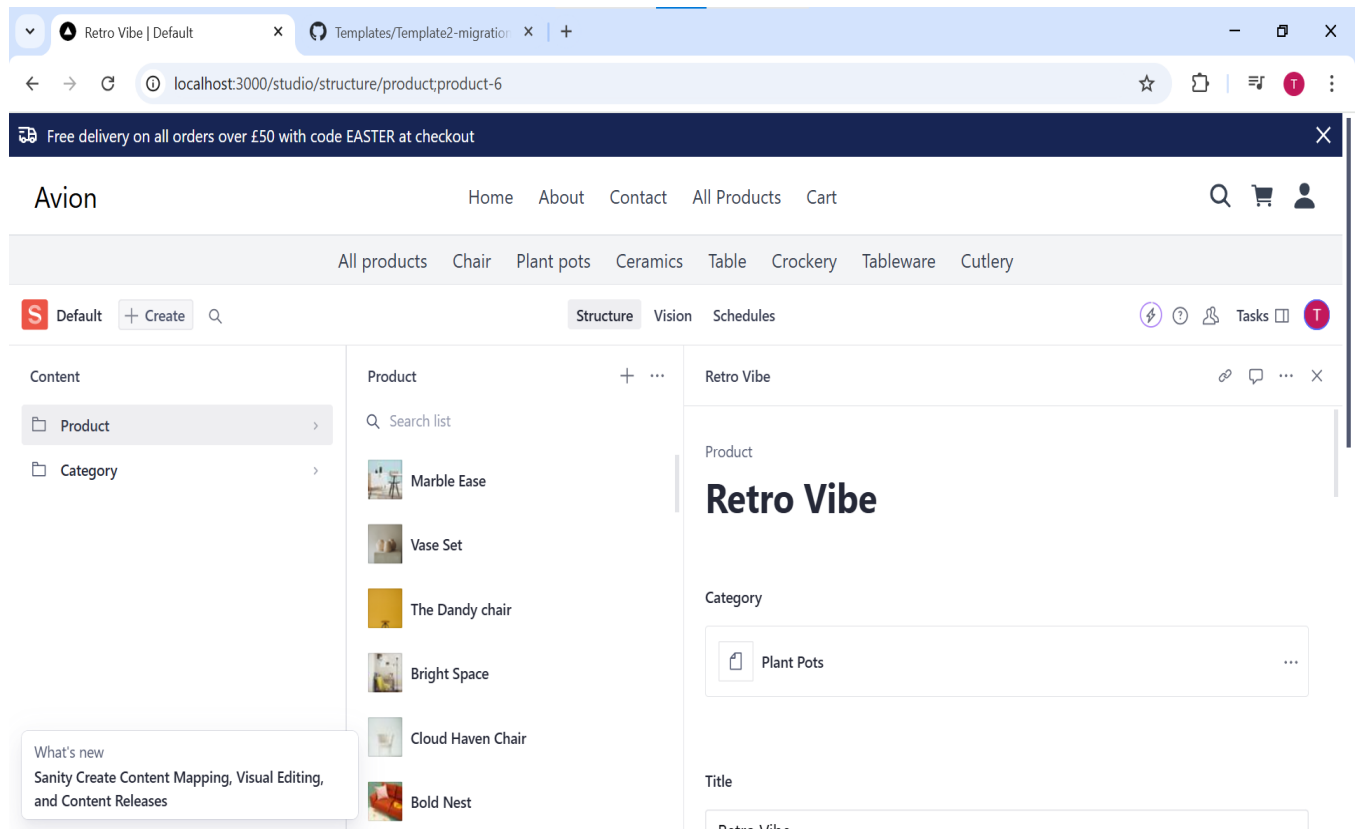 Retro Vibe | Default
Templates/Template2-migration
localhost:3000/studio/structure/product;product-6
T
Free delivery on all orders over £50 with code EASTER at checkout
Avion
Home About Contact All Products Cart
All products Chair Plant pots Ceramics Table Crockery Tableware Cutlery
S Default + Create
Structure Vision Schedules
Tasks T
Content
Product
Category
Product
Search list
Marble Ease
Vase Set
The Dandy chair
Bright Space
Cloud Haven Chair
Bold Nest
Retro Vibe
Product
Retro Vibe
Category
Plant Pots
Title
Retro Vibe
What's new
Sanity Create Content Mapping, Visual Editing,
and Content Releases